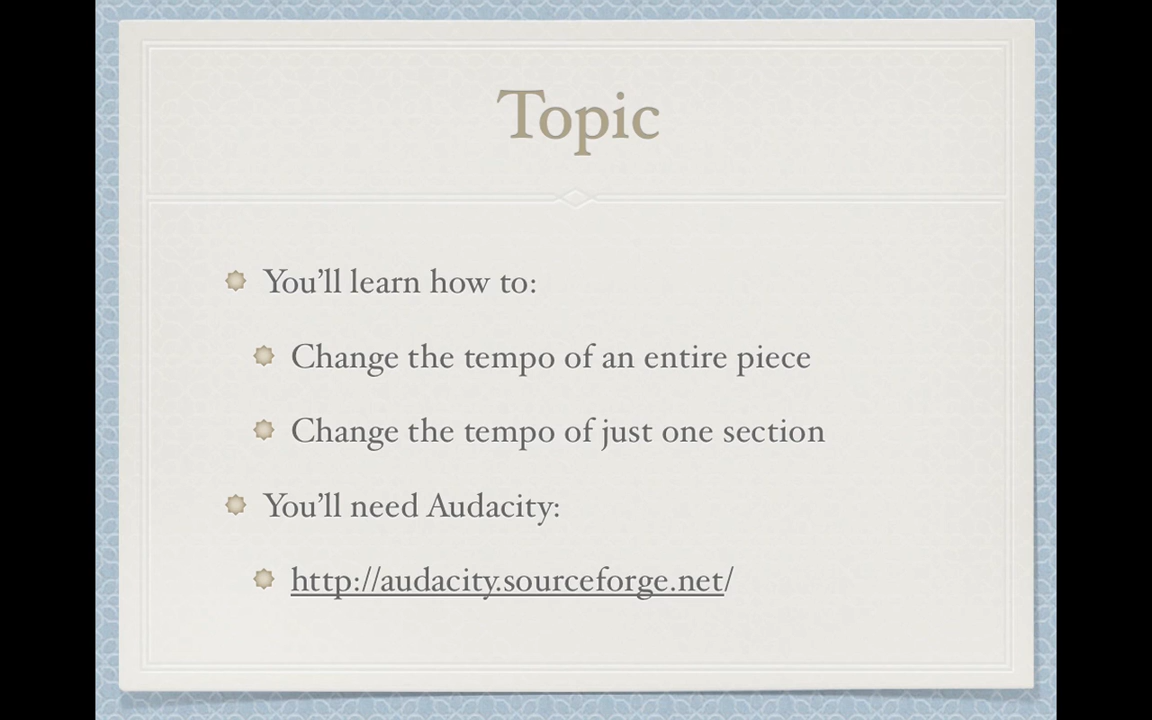 Topic
You’ll learn how to:
Change the tempo of an entire piece
Change the tempo of just one section
You’ll need Audacity:
http://audacity.sourceforge.net/